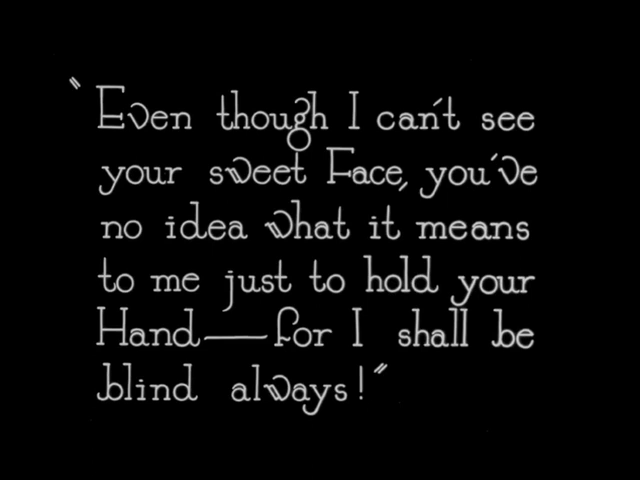 "Even though I can't see
your sweet Face, you've
no idea what it means
to me just to hold your
Hand—for I shall be
blind always!"